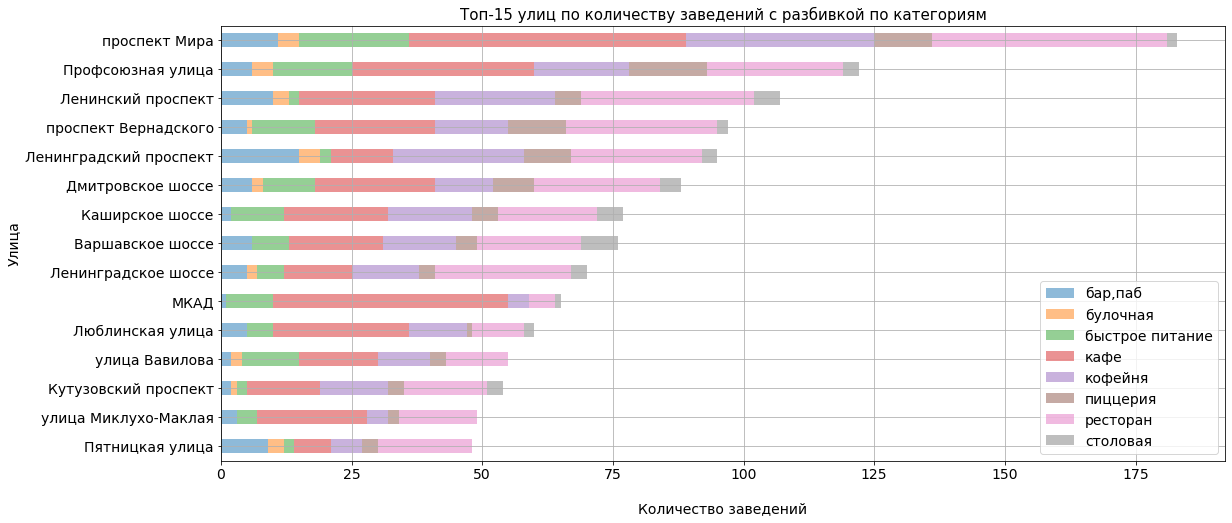 Топ-15 улиц по количеству заведений с разбивкой по категориям
проспект Мира
Профсоюзная улица
Ленинский проспект
проспект Вернадского
Ленинградский проспект
Дмитровское шоссе
Каширское шоссе
Варшавское шоссе
Ленинградское шоссе
МКАД
Люблинская улица
улица Вавилова
Кутузовский проспект
улица Миклухо-Маклая
Пятницкая улица
Улица
бар,паб
булочная
быстрое питание
кафе
кофейня
пиццерия
ресторан
столовая
0 25 50 75 100 125 150 175
Количество заведений